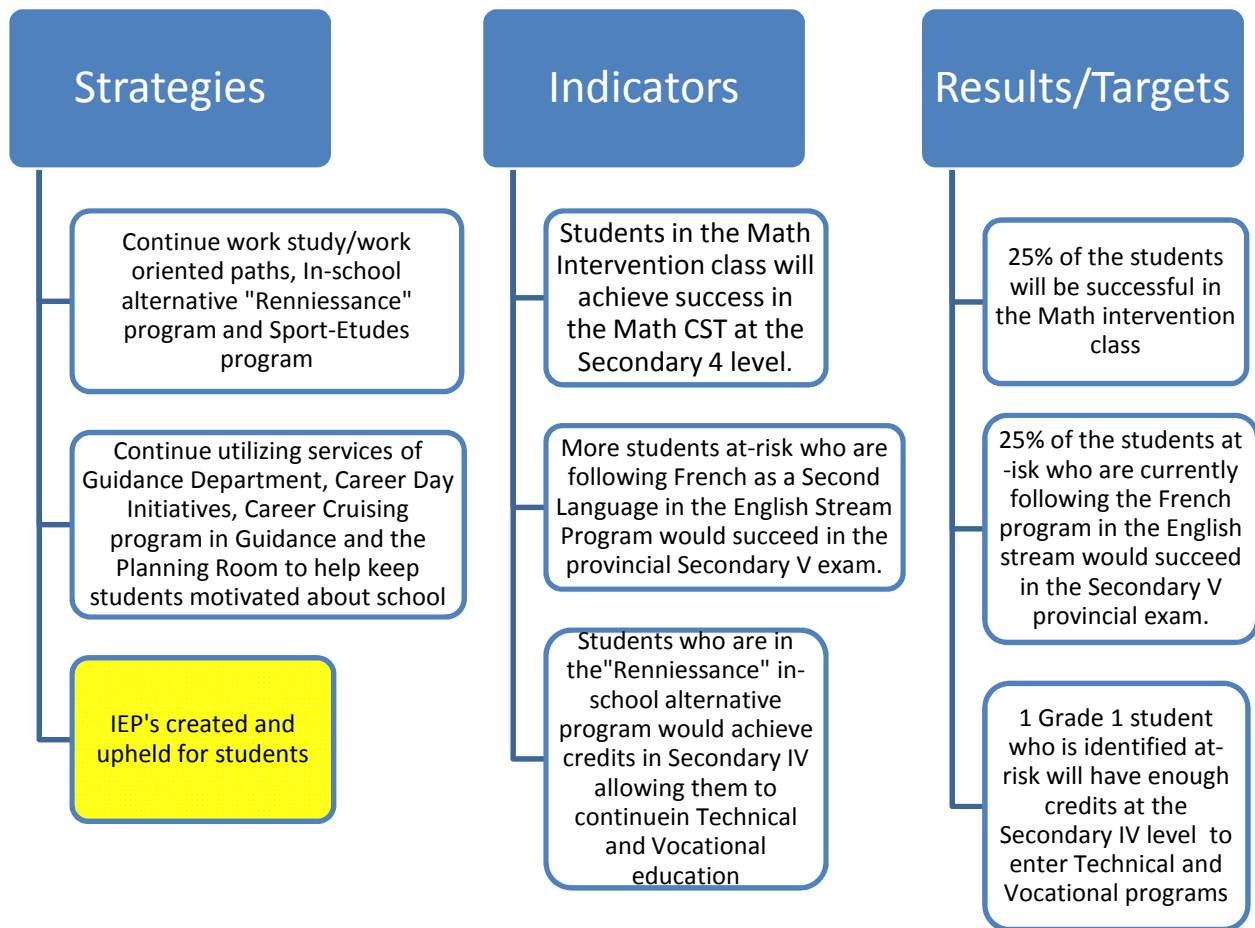 Strategies
Continue work study/work
oriented paths, In-school
alternative "Renniessance"
program and Sport-Etudes
program
Continue utilizing services of
Guidance Department, Career Day
Initiatives, Career Cruising
program in Guidance and the
Planning Room to help keep
students motivated about school
IEP's created and
upheld for students
Indicators
Students in the Math
Intervention class will
achieve success in
the Math CST at the
Secondary 4 level.
More students at-risk who are
following French as a Second
Language in the English Stream
Program would succeed in the
provincial Secondary V exam.
Students who are in
the"Renniessance" in-
school alternative
program would achieve
credits in Secondary IV
allowing them to
continuein Technical
and Vocational
education
Results/Targets
25% of the students
will be successful in
the Math intervention
class
25% of the students at
-isk who are currently
following the French
program in the English
stream would succeed
in the Secondary V
provincial exam.
1 Grade 1 student
who is identified at-
risk will have enough
credits at the
Secondary IV level  to
enter Technical and
Vocational programs